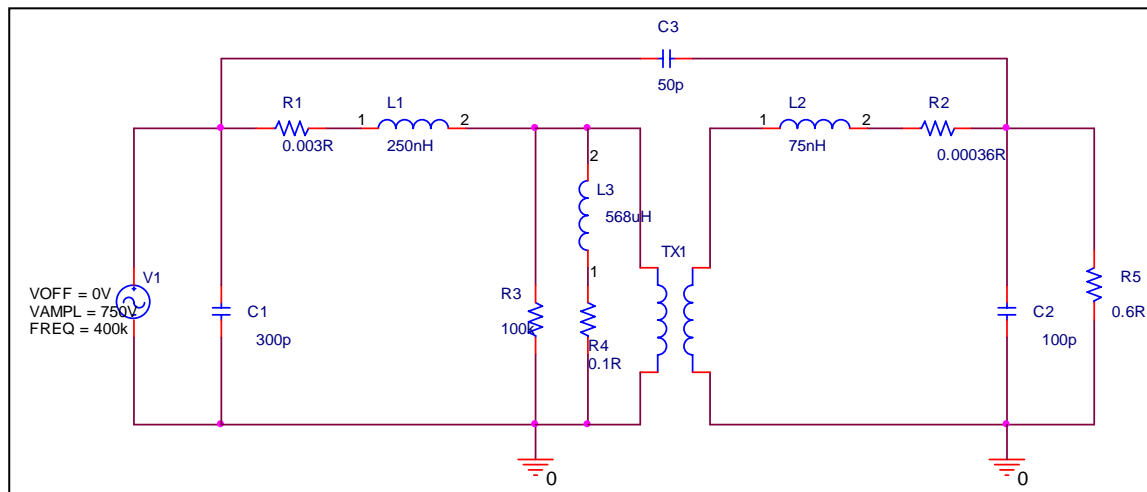 C3
50p
R1
0.003R
L1
1 2
250nH
L2
1 2
75nH
R2
0.00036R
2
L3
568uH
1
TX1
V1
VOFF = 0V
VAMPL = 750V
FREQ = 400k
C1
300p
R3
100k
R4
0.1R
C2
100p
R5
0.6R
0
0